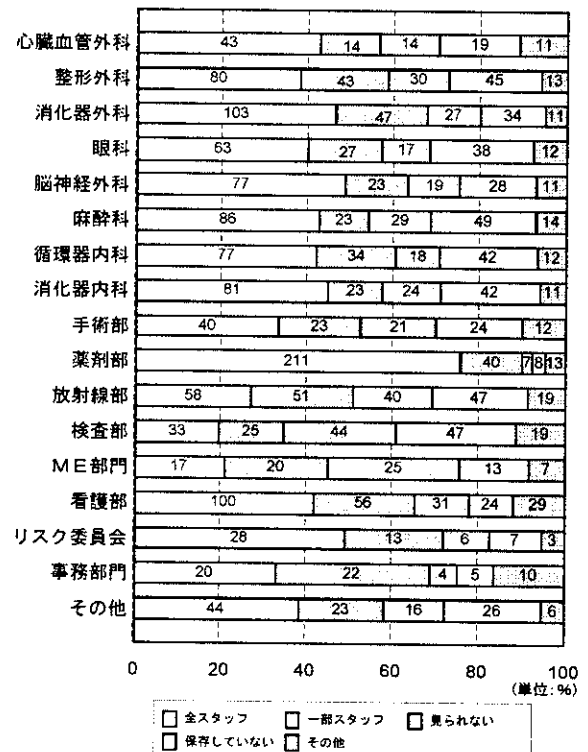 心臓血管外科 43 14 14 19 11
整形外科 80 43 30 45 13
消化器外科 103 47 27 34 11
眼科 63 27 17 38 12
脳神経外科 77 23 19 28 11
麻酔科 86 23 29 49 14
循環器内科 77 34 18 42 12
消化器内科 81 23 24 42 11
手術部 40 23 21 24 12
薬剤部 211 40 7 8 13
放射線部 58 51 40 47 19
検査部 33 25 44 47 19
ME部門 17 20 25 13 7
看護部 100 56 31 24 29
リスク委員会 28 13 6 7 3
事務部門 20 22 4 5 10
その他 44 23 16 26 6
0 20 40 60 80 100
(単位:%)
全スタッフ 一部スタッフ 見られない
保存していない その他